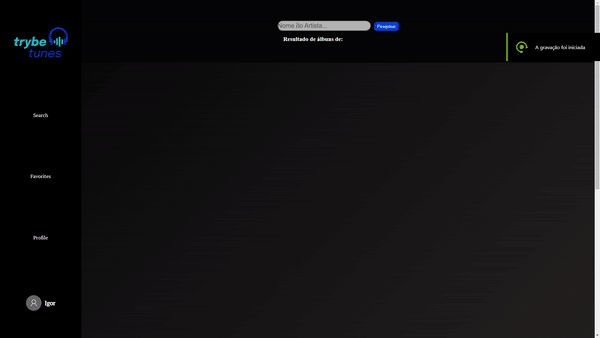 trybe
tunes
Nome do Artista...
Pesquisar
Resultado de álbuns de:
A gravação foi iniciada
Search
Favorites
Profile
Igor